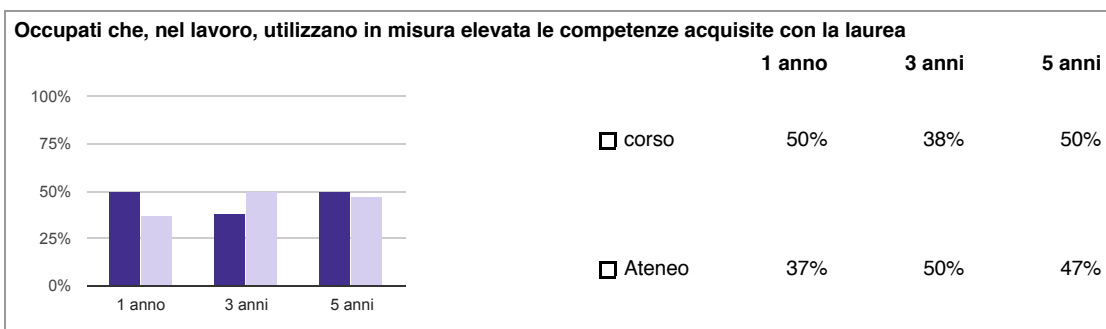 Occupati che, nel lavoro, utilizzano in misura elevata le competenze acquisite con la laurea
1 anno 3 anni 5 anni
100%
75%
50%
25%
0%
1 anno 3 anni 5 anni
corso 50% 38% 50%
Ateneo 37% 50% 47%